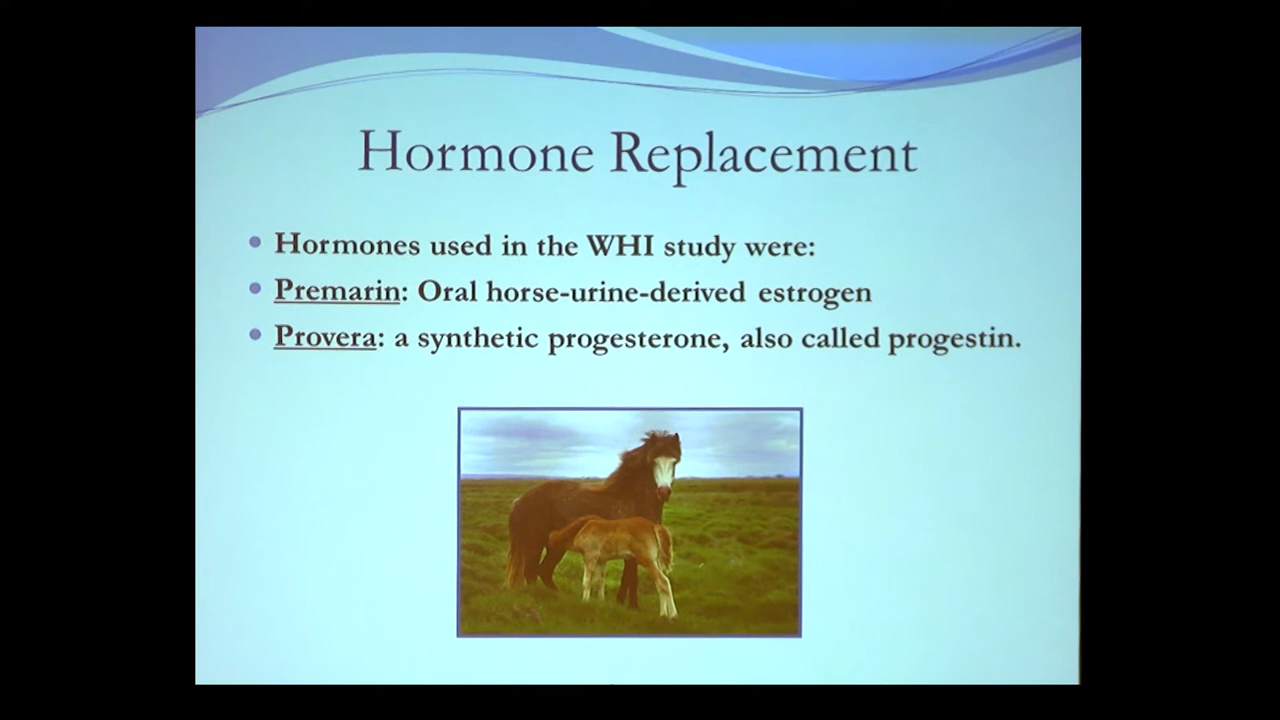 Hormone Replacement
Hormones used in the WHI study were:
Premarin: Oral horse-urine-derived estrogen
Provera: a synthetic progesterone, also called progestin.